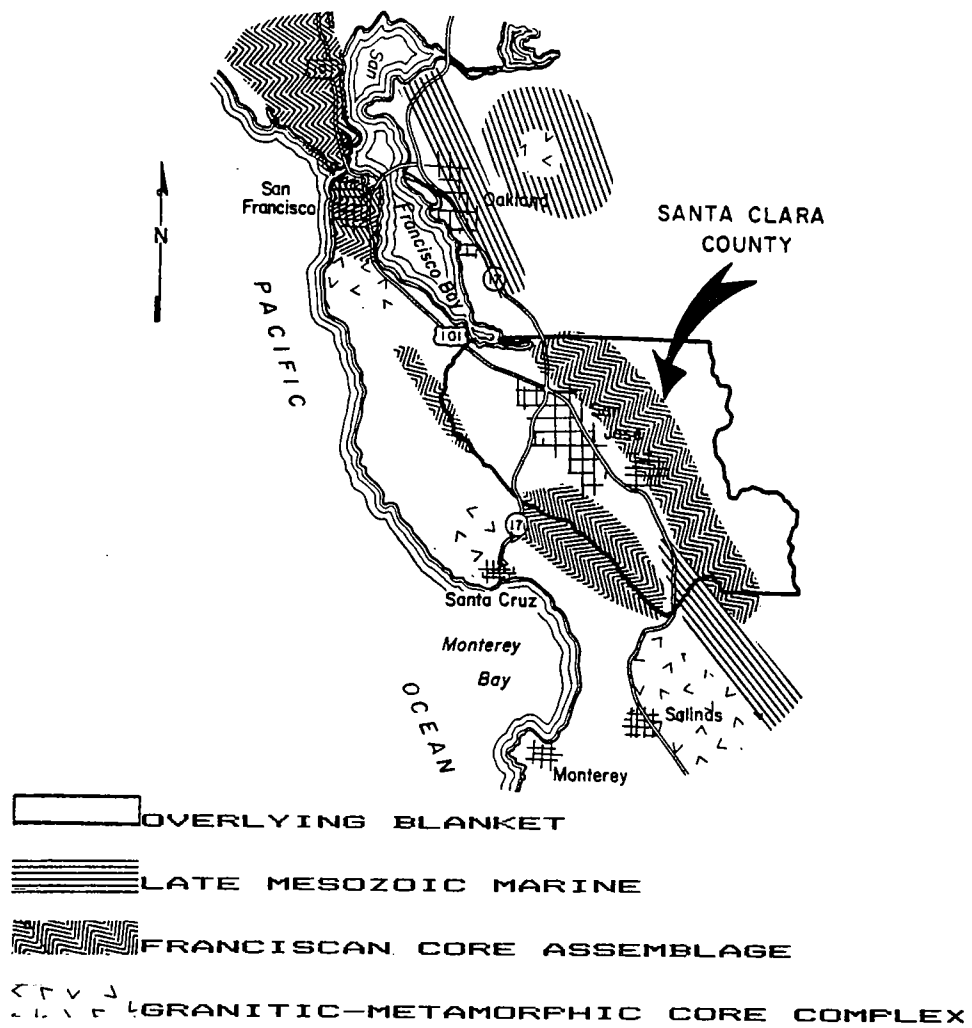 San
San
Francisco
Oakland
Francisco Bay
SANTA CLARA
COUNTY
N
17
101
PACIFIC
San
Jose
17
Santa Cruz
Monterey
Bay
OCEAN
Salinas
Monterey
OVERLYING BLANKET
LATE MESOZOIC MARINE
FRANCISCAN CORE ASSEMBLAGE
GRANITIC-METAMORPHIC CORE COMPLEX